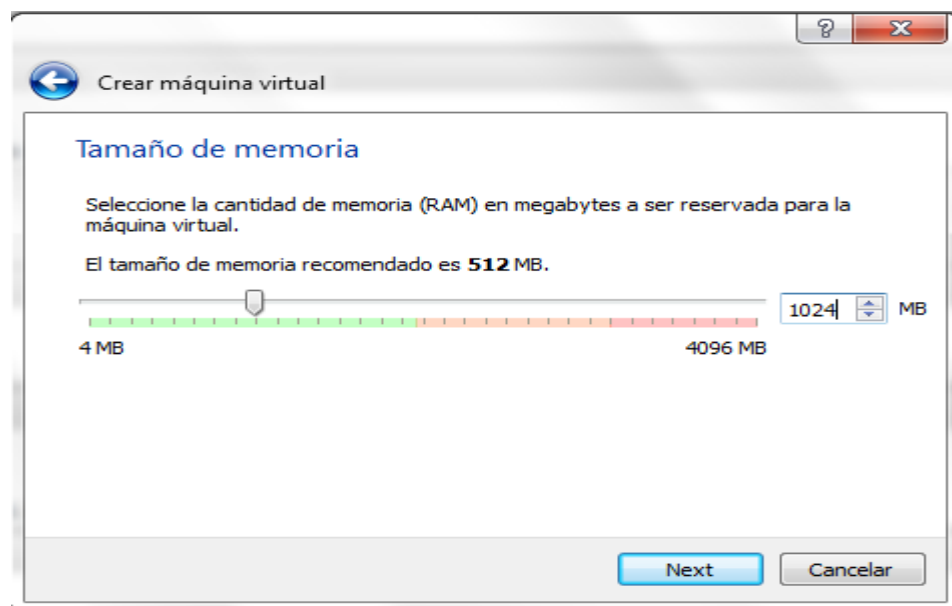 Crear máquina virtual
Tamaño de memoria
Seleccione la cantidad de memoria (RAM) en megabytes a ser reservada para la
máquina virtual.
El tamaño de memoria recomendado es 512 MB.
1024 MB
4 MB 4096 MB
Next Cancelar